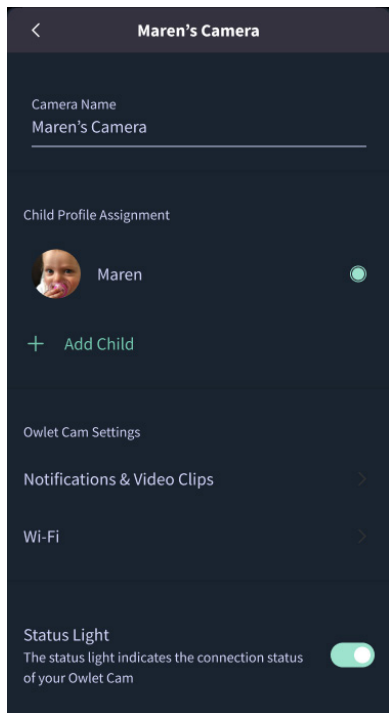 Maren’s Camera
Camera Name
Maren’s Camera
Child Profile Assignment
Maren
Add Child
Owlet Cam Settings
Notifications & Video Clips
Wi-Fi
Status Light
The status light indicates the connection status
of your Owlet Cam